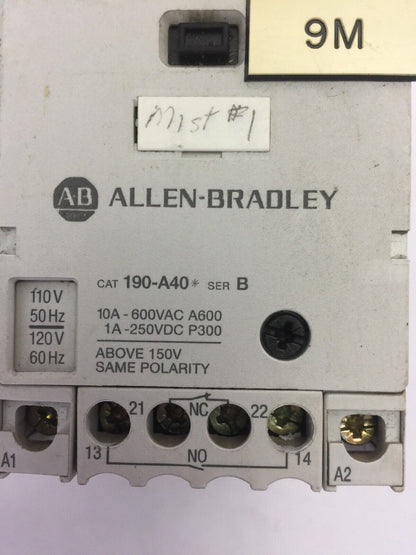 9M
Mist #1
AB ALLEN-BRADLEY
CAT 190-A40* SER B
110V
50Hz
120V
60Hz
10A-600VAC A600
1A-250VDC P300
ABOVE 150V
SAME POLARITY
21 NC 22
13 NO 14
A1 A2